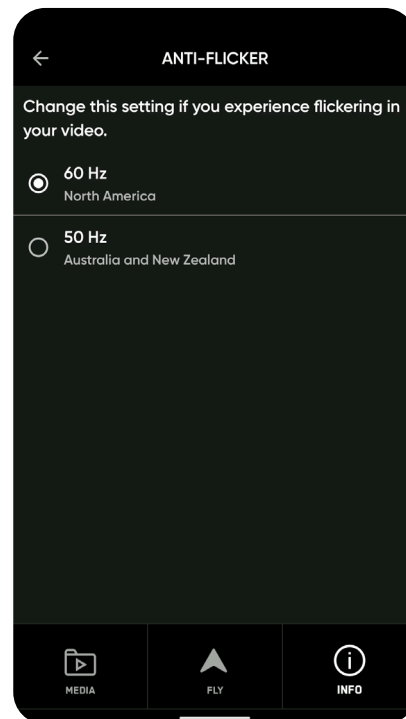 ANTI-FLICKER
Change this setting if you experience flickering in
your video.
60 Hz
North America
50 Hz
Australia and New Zealand
MEDIA
FLY
INFO